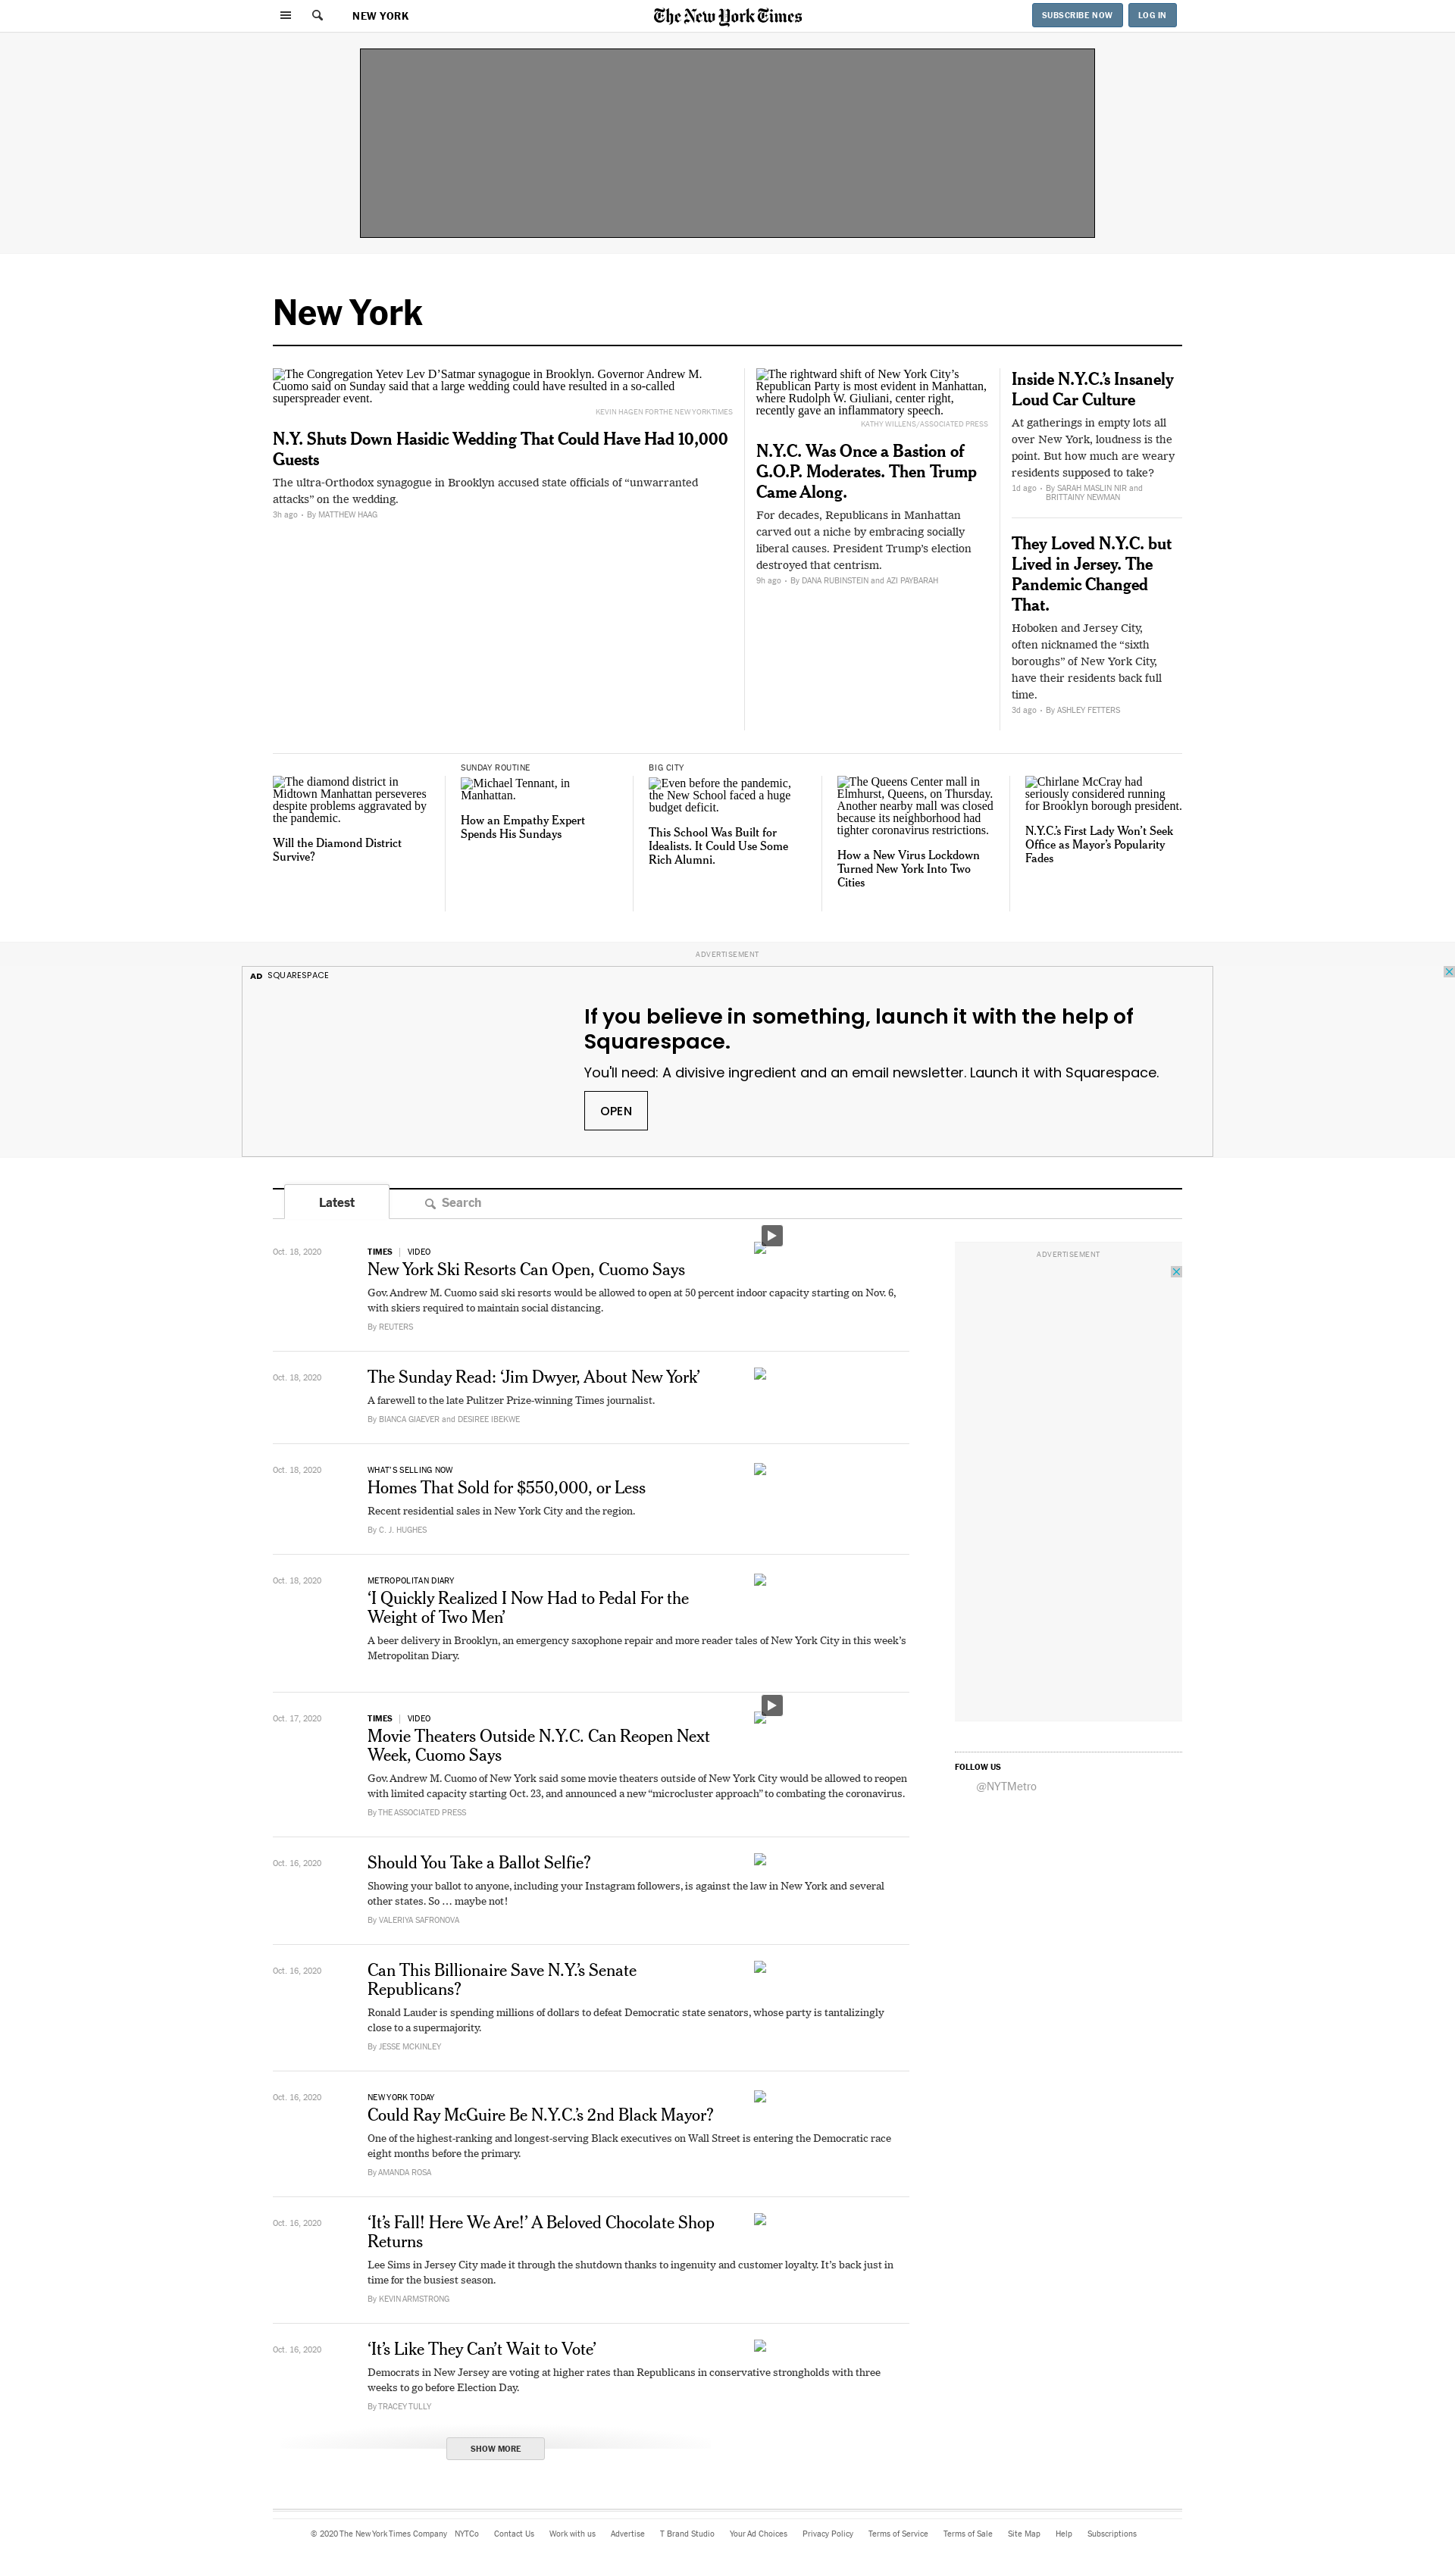 NEW YORK
The New York Times
SUBSCRIBE NOW
LOG IN
New York
The Congregation Yetev Lev D’Satmar synagogue in Brooklyn. Governor Andrew M.
Cuomo said on Sunday said that a large wedding could have resulted in a so-called
superspreader event.
KEVIN HAGEN FOR THE NEW YORK TIMES
N.Y. Shuts Down Hasidic Wedding That Could Have Had 10,000
Guests
The ultra-Orthodox synagogue in Brooklyn accused state officials of “unwarranted
attacks” on the wedding.
3h ago • By MATTHEW HAAG
The rightward shift of New York City’s
Republican Party is most evident in Manhattan,
where Rudolph W. Giuliani, center right,
recently gave an inflammatory speech.
KATHY WILLENS/ASSOCIATED PRESS
N.Y.C. Was Once a Bastion of
G.O.P. Moderates. Then Trump
Came Along.
For decades, Republicans in Manhattan
carved out a niche by embracing socially
liberal causes. President Trump’s election
destroyed that centrism.
9h ago • By DANA RUBINSTEIN and AZI PAYBARAH
Inside N.Y.C.’s Insanely
Loud Car Culture
At gatherings in empty lots all
over New York, loudness is the
point. But how much are weary
residents supposed to take?
1d ago • By SARAH MASLIN NIR and
BRITTAINY NEWMAN
They Loved N.Y.C. but
Lived in Jersey. The
Pandemic Changed
That.
Hoboken and Jersey City,
often nicknamed the “sixth
boroughs” of New York City,
have their residents back full
time.
3d ago • By ASHLEY FETTERS
The diamond district in
Midtown Manhattan perseveres
despite problems aggravated by
the pandemic.
Will the Diamond District
Survive?
SUNDAY ROUTINE
Michael Tennant, in
Manhattan.
How an Empathy Expert
Spends His Sundays
BIG CITY
Even before the pandemic,
the New School faced a huge
budget deficit.
This School Was Built for
Idealists. It Could Use Some
Rich Alumni.
The Queens Center mall in
Elmhurst, Queens, on Thursday.
Another nearby mall was closed
because its neighborhood had
tighter coronavirus restrictions.
How a New Virus Lockdown
Turned New York Into Two
Cities
Chirlane McCray had
seriously considered running
for Brooklyn borough president.
N.Y.C.’s First Lady Won’t Seek
Office as Mayor’s Popularity
Fades
ADVERTISEMENT
AD SQUARESPACE
If you believe in something, launch it with the help of
Squarespace.
You'll need: A divisive ingredient and an email newsletter. Launch it with Squarespace.
OPEN
Latest
Search
Oct. 18, 2020
TIMES | VIDEO
New York Ski Resorts Can Open, Cuomo Says
Gov. Andrew M. Cuomo said ski resorts would be allowed to open at 50 percent indoor capacity starting on Nov. 6,
with skiers required to maintain social distancing.
By REUTERS
ADVERTISEMENT
Oct. 18, 2020
The Sunday Read: ‘Jim Dwyer, About New York’
A farewell to the late Pulitzer Prize-winning Times journalist.
By BIANCA GIAEVER and DESIREE IBEKWE
Oct. 18, 2020
WHAT’S SELLING NOW
Homes That Sold for $550,000, or Less
Recent residential sales in New York City and the region.
By C. J. HUGHES
Oct. 18, 2020
METROPOLITAN DIARY
‘I Quickly Realized I Now Had to Pedal For the
Weight of Two Men’
A beer delivery in Brooklyn, an emergency saxophone repair and more reader tales of New York City in this week’s
Metropolitan Diary.
Oct. 17, 2020
TIMES | VIDEO
Movie Theaters Outside N.Y.C. Can Reopen Next
Week, Cuomo Says
Gov. Andrew M. Cuomo of New York said some movie theaters outside of New York City would be allowed to reopen
with limited capacity starting Oct. 23, and announced a new “microcluster approach” to combating the coronavirus.
By THE ASSOCIATED PRESS
FOLLOW US
@NYTMetro
Oct. 16, 2020
Should You Take a Ballot Selfie?
Showing your ballot to anyone, including your Instagram followers, is against the law in New York and several
other states. So … maybe not!
By VALERIYA SAFRONOVA
Oct. 16, 2020
Can This Billionaire Save N.Y.’s Senate
Republicans?
Ronald Lauder is spending millions of dollars to defeat Democratic state senators, whose party is tantalizingly
close to a supermajority.
By JESSE MCKINLEY
Oct. 16, 2020
NEW YORK TODAY
Could Ray McGuire Be N.Y.C.’s 2nd Black Mayor?
One of the highest-ranking and longest-serving Black executives on Wall Street is entering the Democratic race
eight months before the primary.
By AMANDA ROSA
Oct. 16, 2020
‘It’s Fall! Here We Are!’ A Beloved Chocolate Shop
Returns
Lee Sims in Jersey City made it through the shutdown thanks to ingenuity and customer loyalty. It’s back just in
time for the busiest season.
By KEVIN ARMSTRONG
Oct. 16, 2020
‘It’s Like They Can’t Wait to Vote’
Democrats in New Jersey are voting at higher rates than Republicans in conservative strongholds with three
weeks to go before Election Day.
By TRACEY TULLY
SHOW MORE
© 2020 The New York Times Company NYTCo Contact Us Work with us Advertise T Brand Studio Your Ad Choices Privacy Policy Terms of Service Terms of Sale Site Map Help Subscriptions